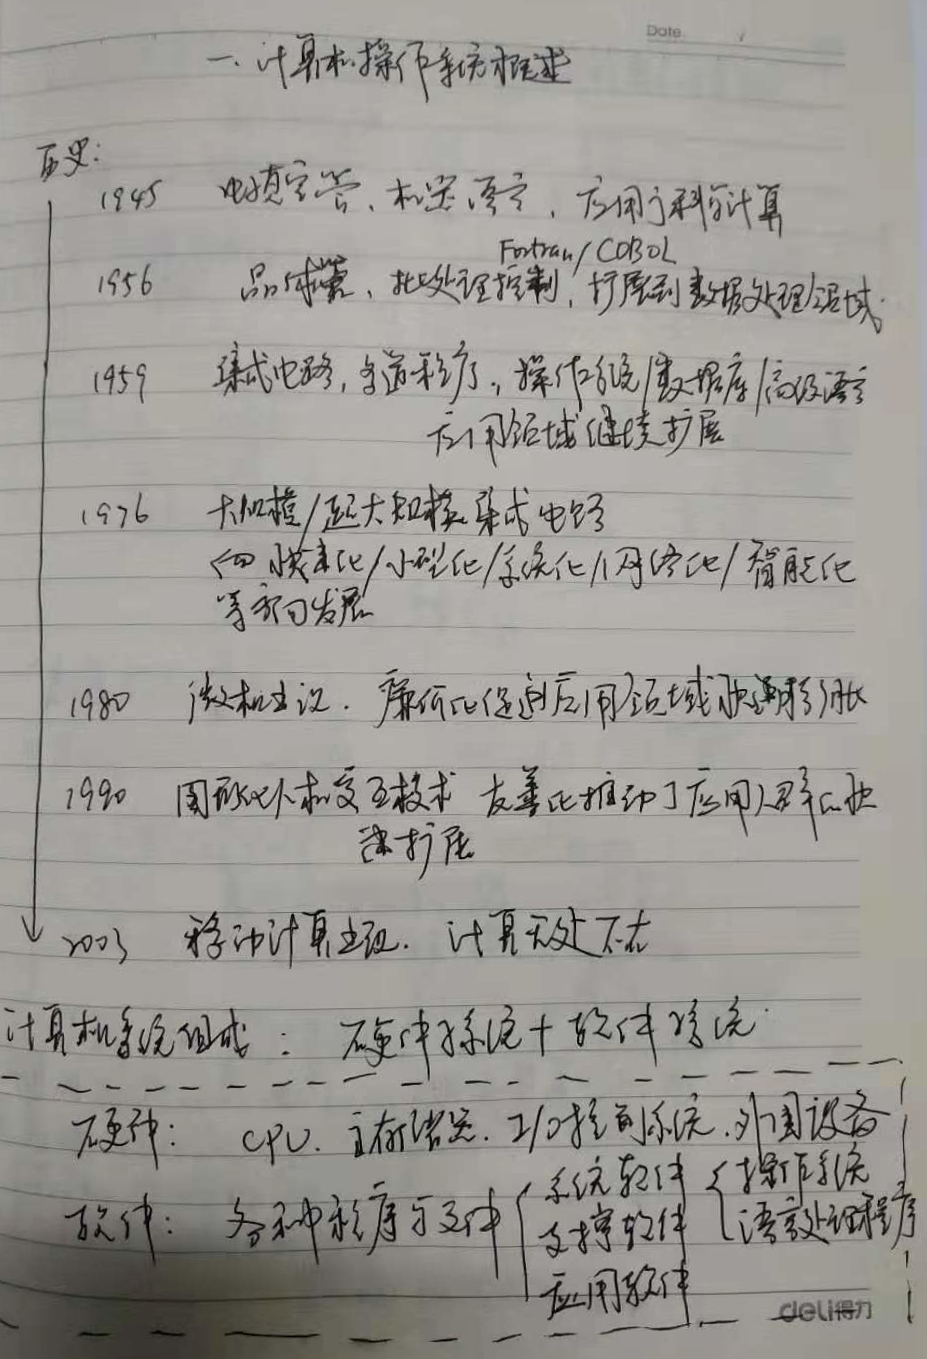 Date
一. 计算机操作系统概述
历史:
1945 电真空管、机器语言, 应用于科学计算
Fortran/COBOL
1956 晶体管、批处理控制, 扩展到数据处理领域
1959 集成电路, 多道程序, 操作系统/数据库/高级语言
应用领域继续扩展
1976 大规模/超大规模集成电路
向 化/小型化/系统化/网络化/智能化
等方向发展
1980 微机出现. 廉价化促进应用领域快速膨胀
1990 图形化人机交互技术 友善化推动了应用人群的快
速扩展
2003 移动计算出现. 计算无处不在
计算机系统组成: 硬件系统+软件系统
硬件: CPU. 主存储器. I/O控制系统. 外围设备
软件: 各种程序与文件 系统软件 操作系统
支撑软件 语言处理程序
应用软件
deli得力